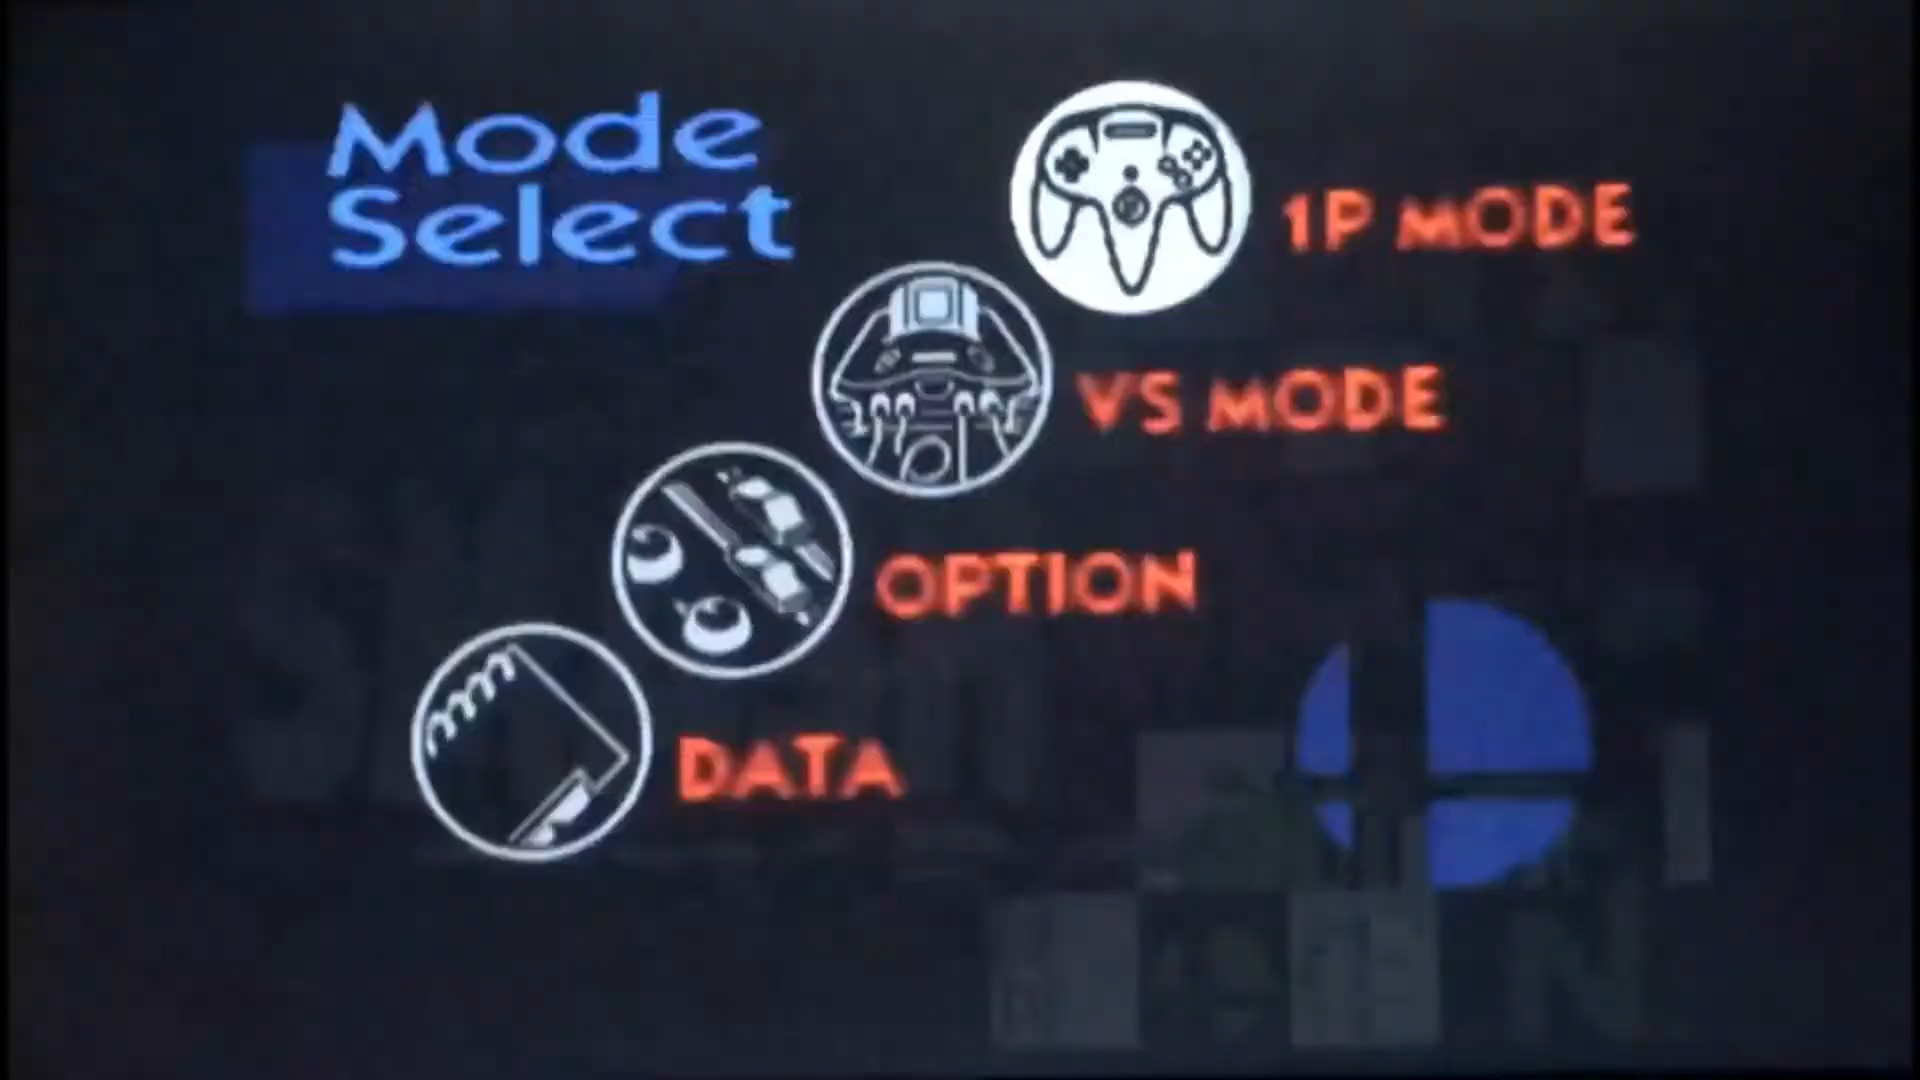 Mode
Select
1P MODE
VS MODE
OPTION
DATA